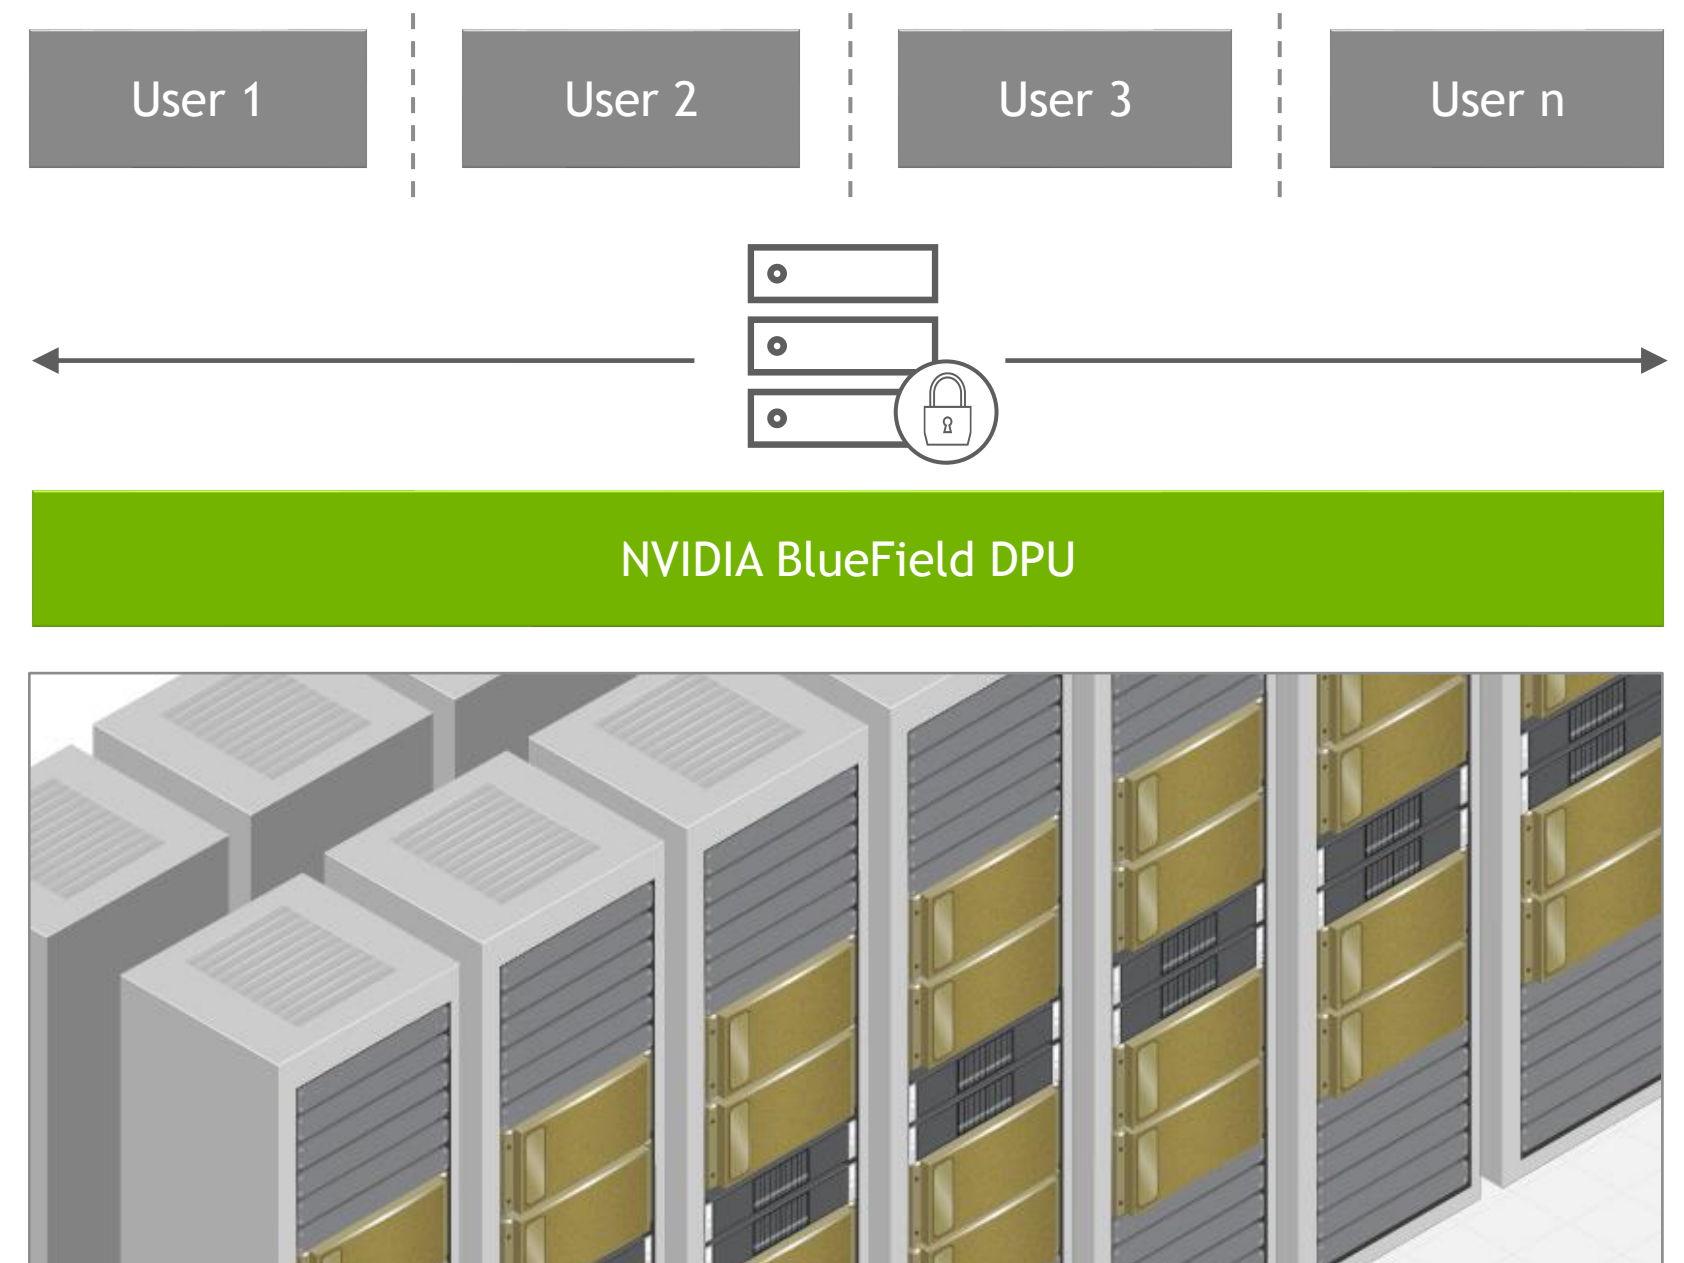 User 1
User 2
User 3
User n
NVIDIA BlueField DPU